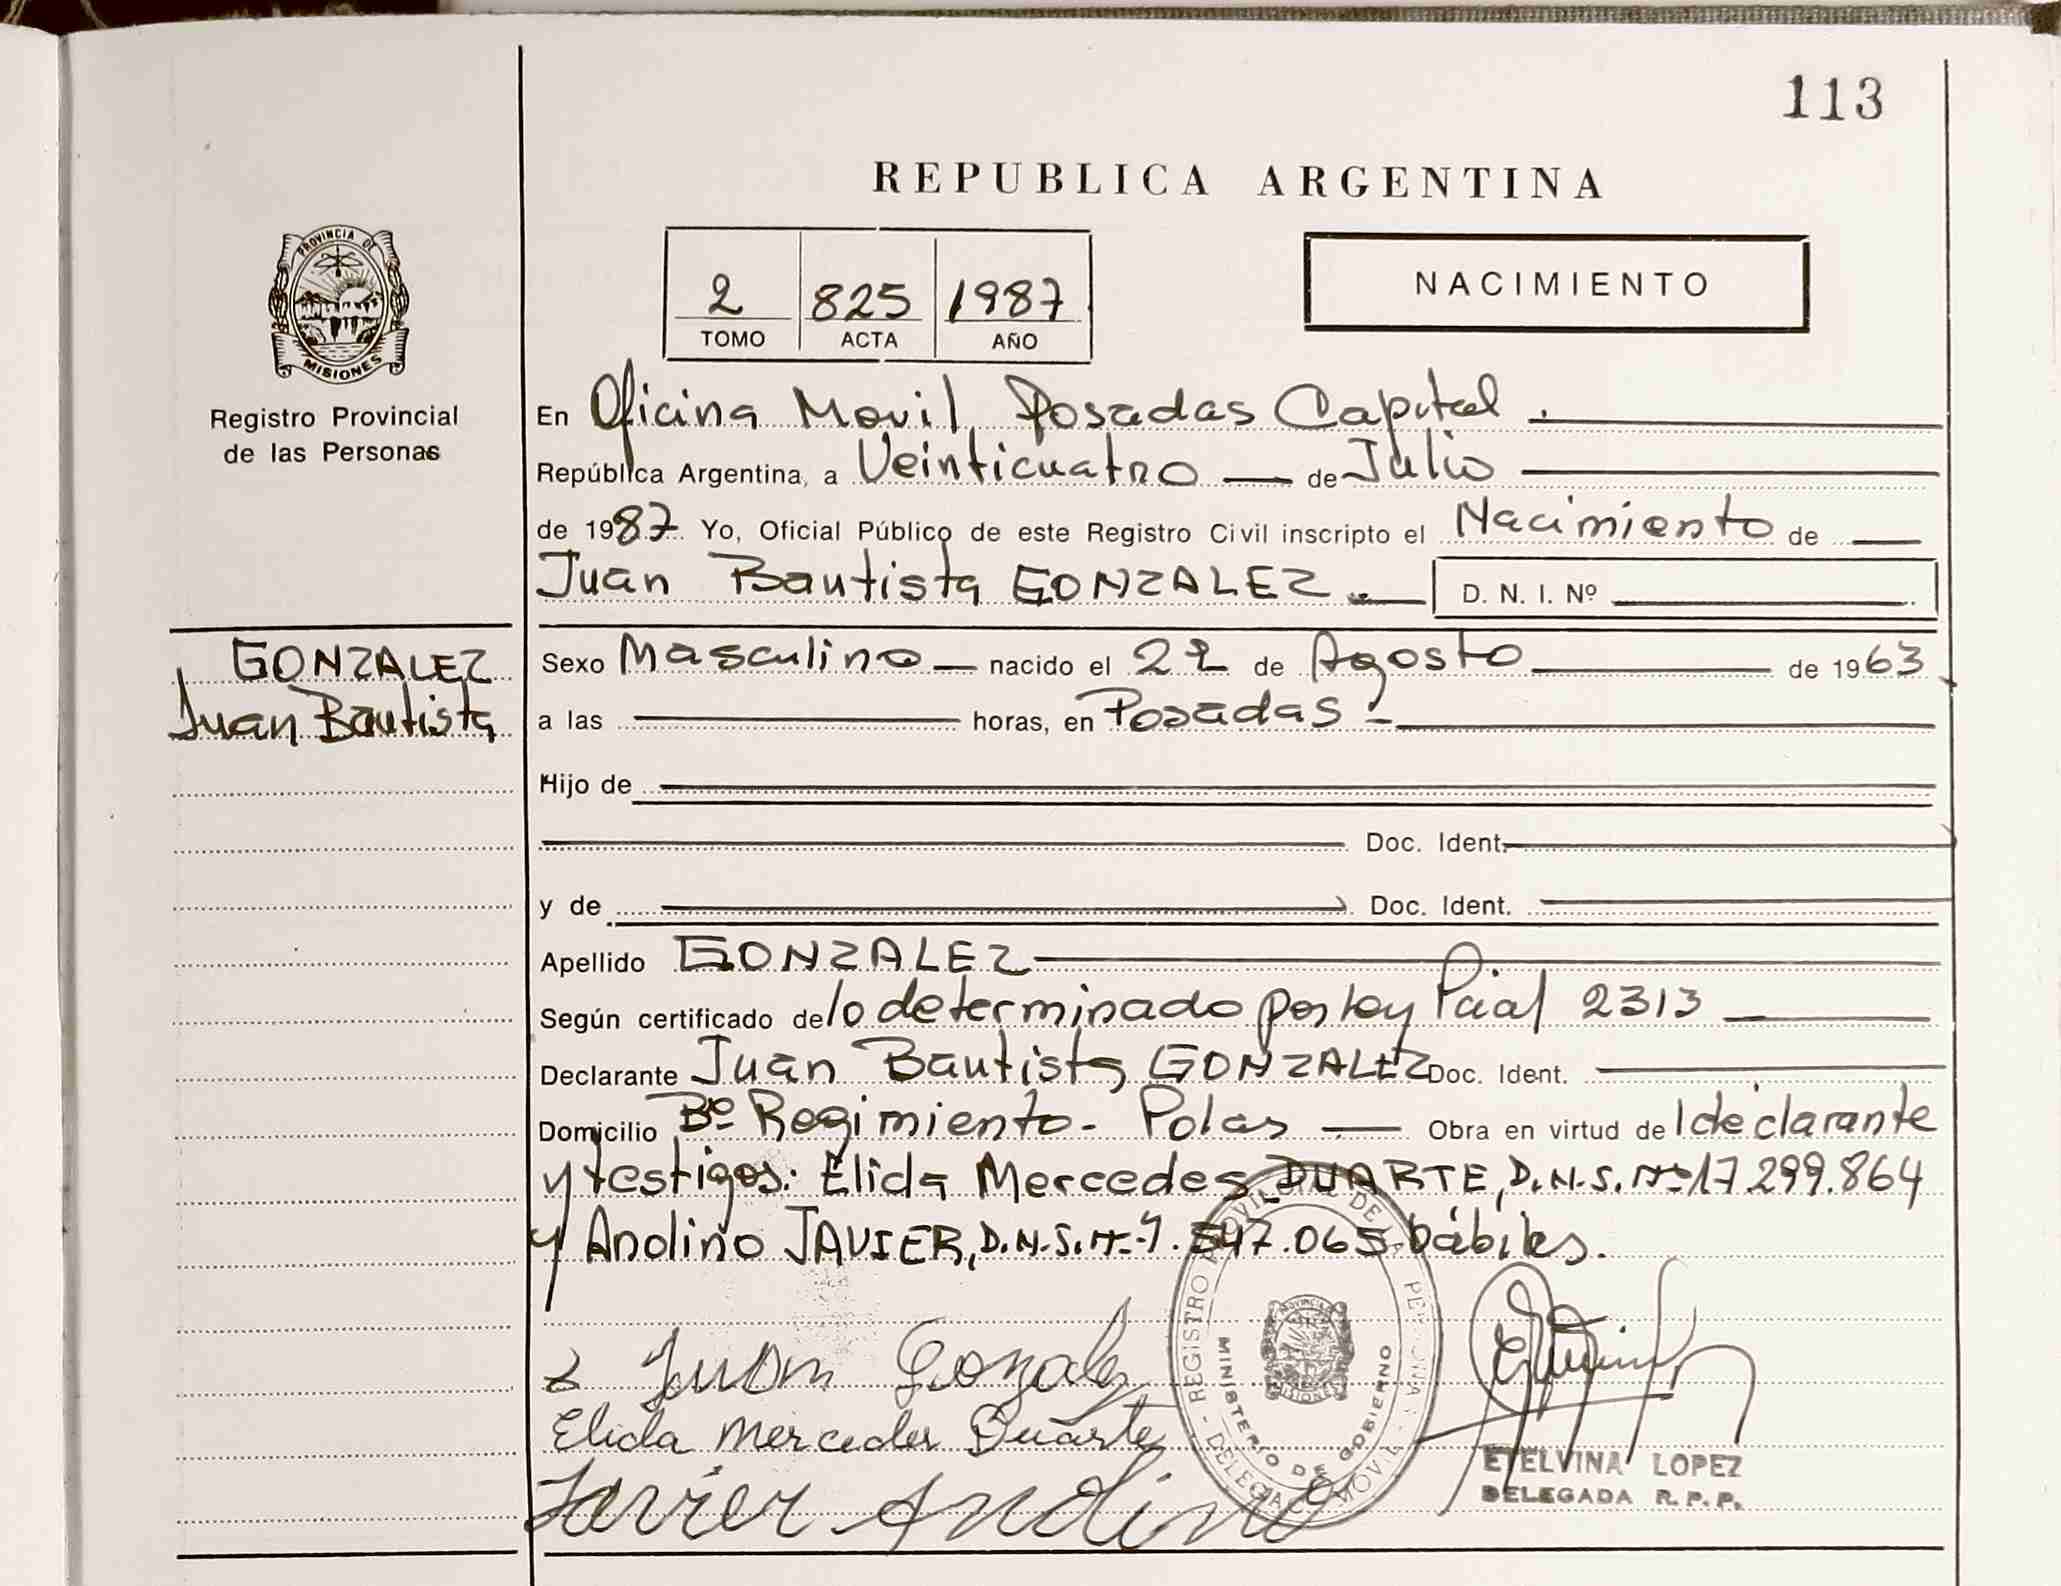 113
REPUBLICA ARGENTINA
PROVINCIA DE
MISIONES
Registro Provincial
de las Personas
2 825 1987
TOMO ACTA AÑO
NACIMIENTO
En Oficina Movil, Posadas Capital.
República Argentina, a Veinticuatro de Julio
de 1987 Yo, Oficial Público de este Registro Civil inscripto el Nacimiento de
Juan Bautista GONZALEZ. D. N. I. Nº
GONZALEZ
Juan Bautista
Sexo Masculino nacido el 22 de Agosto de 1963
a las horas, en Posadas
Hijo de
Doc. Ident.
y de Doc. Ident.
Apellido GONZALEZ
Según certificado de lo determinado por ley Pcial 2313
Declarante Juan Bautista GONZALEZ Doc. Ident.
Domicilio Bº Regimiento - Polas Obra en virtud de l declarante
y testigos: Elida Mercedes DUARTE, D.N.I. Nº 17.299.864
y Andino JAVIER, D.N.I. Nº 547.065 hábiles.
Juan Gonzalez
Elida Mercedes Duarte
Javier Andino
REGISTRO PROVINCIAL DE LAS PERSONAS
MINISTERIO DE GOBIERNO
MISIONES
ETELVINA LOPEZ
DELEGADA R. P. P.